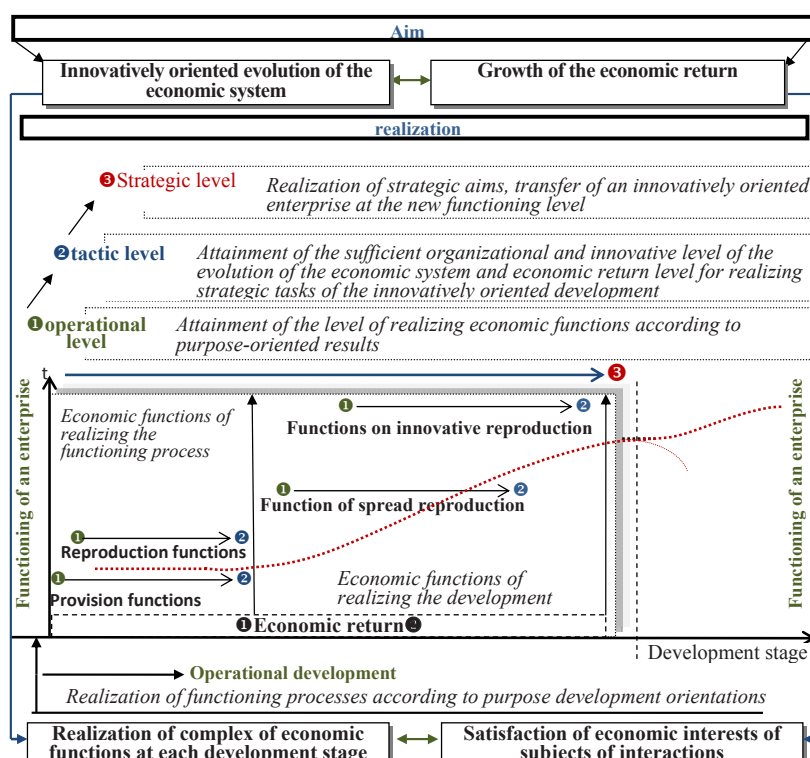 Aim
Innovatively oriented evolution of the
economic system
Growth of the economic return
realization
❸Strategic level
Realization of strategic aims, transfer of an innovatively oriented
enterprise at the new functioning level
❷tactic level
Attainment of the sufficient organizational and innovative level of the
evolution of the economic system and economic return level for realizing
strategic tasks of the innovatively oriented development
❶operational
level
Attainment of the level of realizing economic functions according to
purpose-oriented results
t
❸
Functioning of an enterprise
Economic functions of
realizing the
functioning process
❶ ❷
Functions on innovative reproduction
❶ ❷
Function of spread reproduction
❶ ❷
Reproduction functions
❶ ❷
Provision functions
Economic functions of
realizing the development
❶Economic return❷
Functioning of an enterprise
Development stage
Operational development
Realization of functioning processes according to purpose development orientations
Realization of complex of economic
functions at each development stage
Satisfaction of economic interests of
subjects of interactions